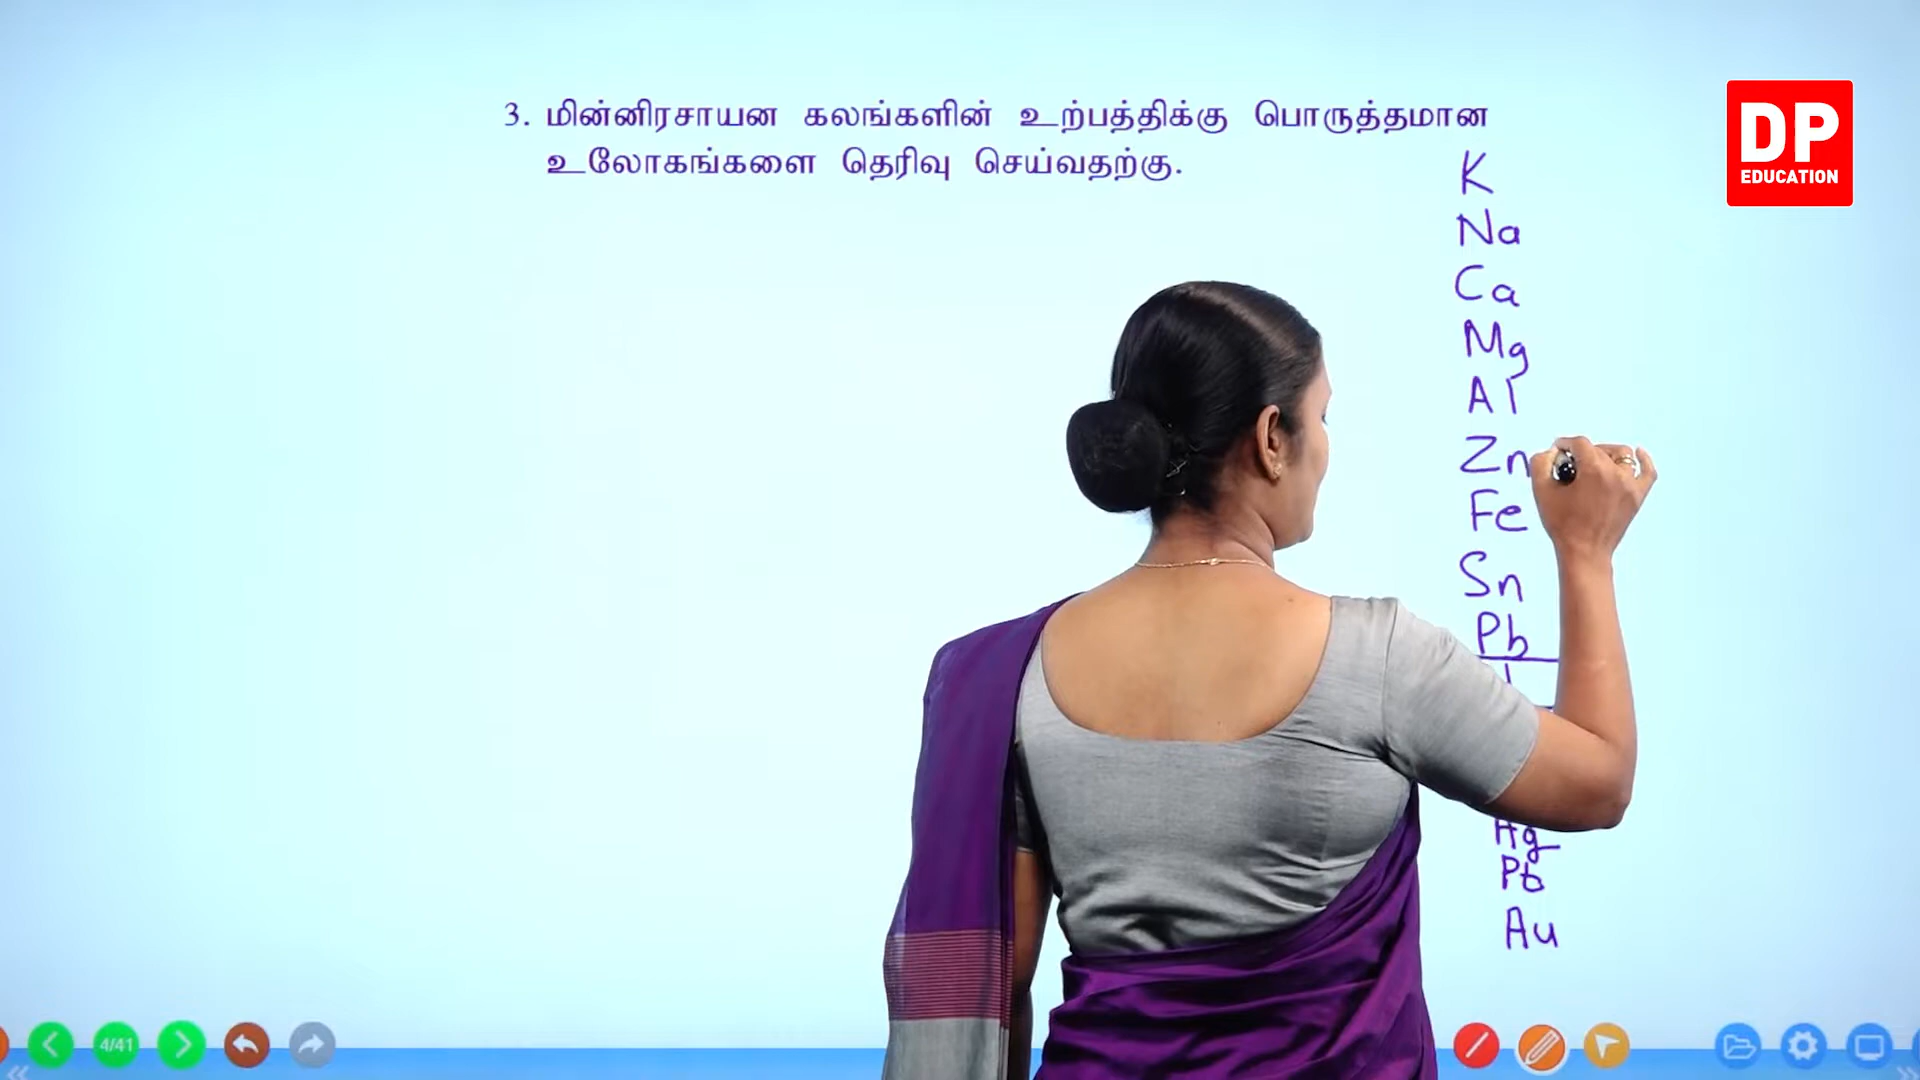 3. மின்னிரசாயன கலங்களின் உற்பத்திக்கு பொருத்தமான
உலோகங்களை தெரிவு செய்வதற்கு.
DP
EDUCATION
K
Na
Ca
Mg
Al
Zn
Fe
Sn
Pb
Hg
Pt
Au
4/41